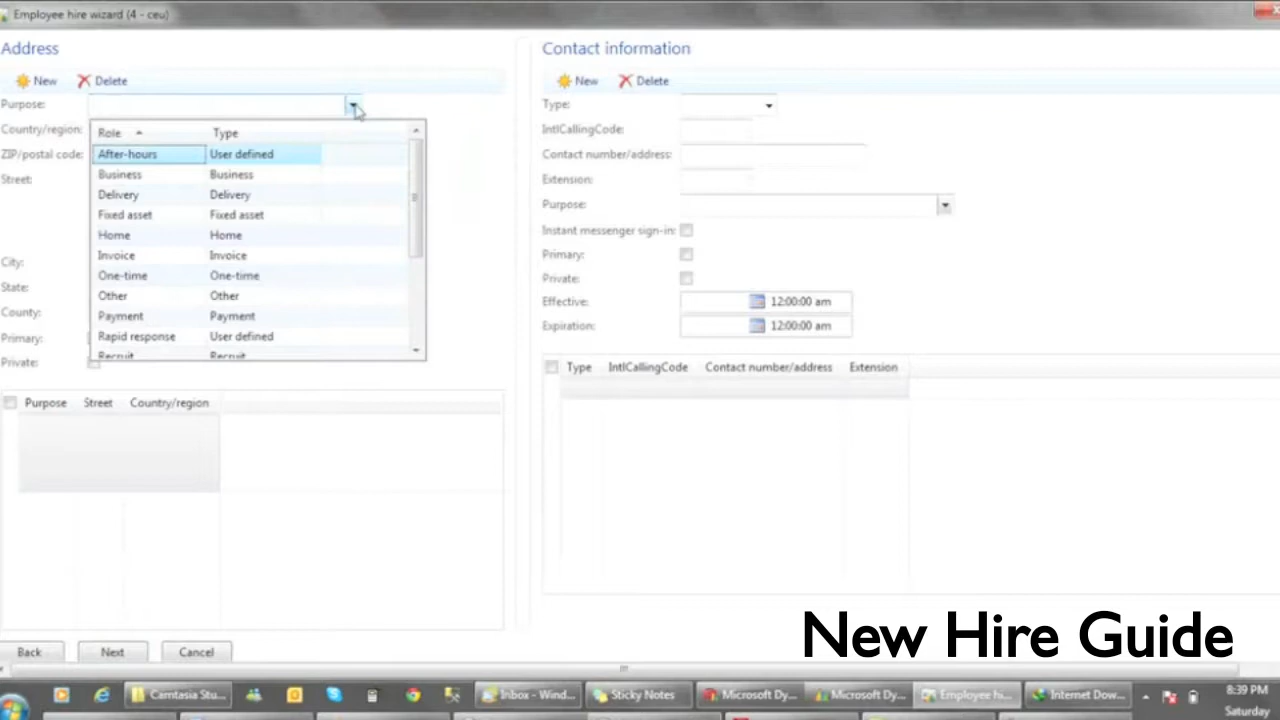 Employee hire wizard (4 - ceu)
Address
New Delete
Purpose:
Country/region:
ZIP/postal code:
Street:
City:
State:
County:
Primary:
Private:
Role Type
After-hours User defined
Business Business
Delivery Delivery
Fixed asset Fixed asset
Home Home
Invoice Invoice
One-time One-time
Other Other
Payment Payment
Rapid response User defined
Recruit Recruit
Purpose Street Country/region
Back Next Cancel
Contact information
New Delete
Type:
IntlCallingCode:
Contact number/address:
Extension:
Purpose:
Instant messenger sign-in:
Primary:
Private:
Effective: 12:00:00 am
Expiration: 12:00:00 am
Type IntlCallingCode Contact number/address Extension
New Hire Guide
Camtasia Stu... Inbox - Wind... Sticky Notes Microsoft Dy... Microsoft Dy... Employee hi... Internet Dow... 8:39 PM
Saturday